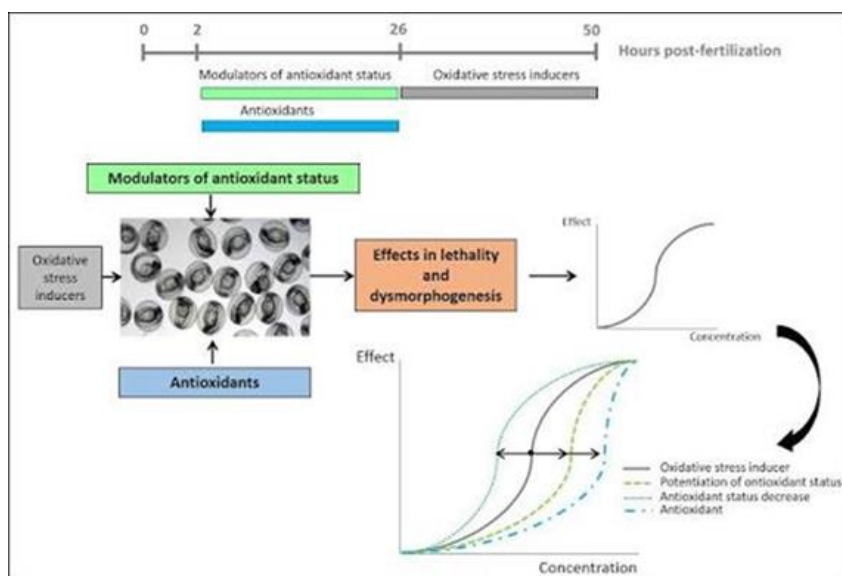 0 2 26 50
Hours post-fertilization
Modulators of antioxidant status
Oxidative stress inducers
Antioxidants
Modulators of antioxidant status
Oxidative
stress
inducers
Effects in lethality
and
dysmorphogenesis
Antioxidants
Effect
Concentration
Effect
Oxidative stress inducer
Potentiation of ontioxidant status
Antioxidant status decrease
Antioxidant
Concentration